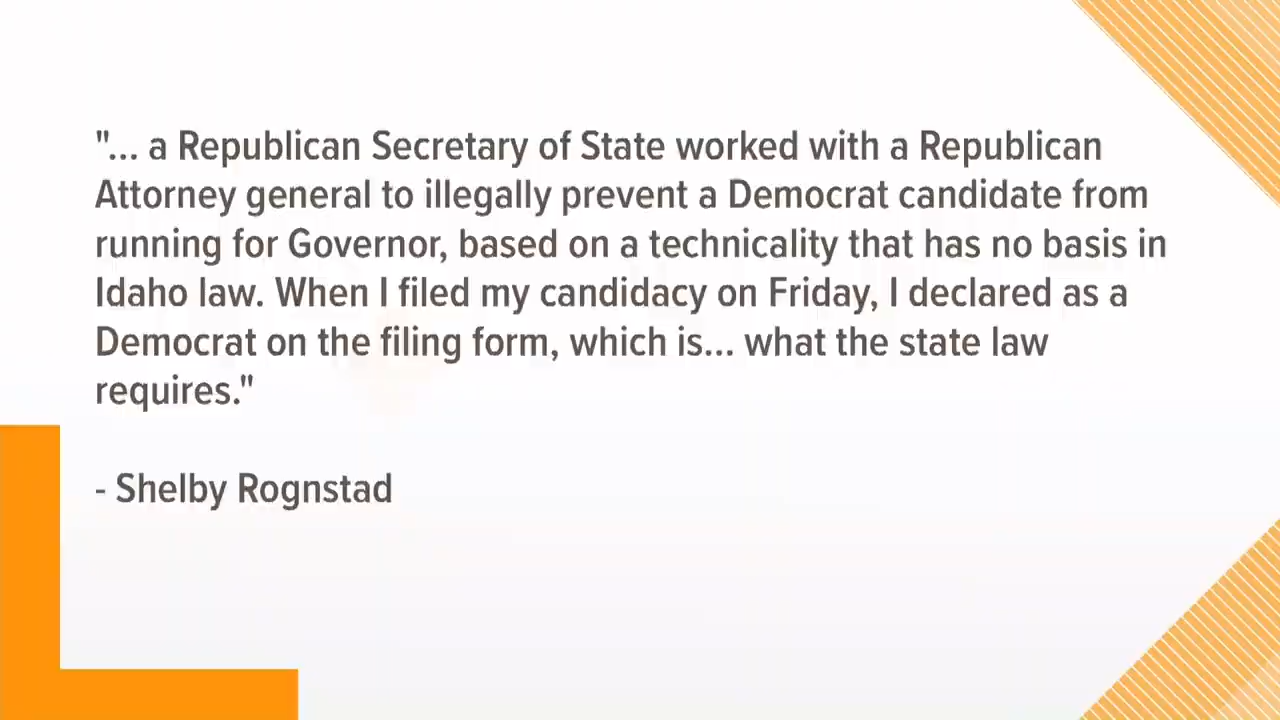 "... a Republican Secretary of State worked with a Republican
Attorney general to illegally prevent a Democrat candidate from
running for Governor, based on a technicality that has no basis in
Idaho law. When I filed my candidacy on Friday, I declared as a
Democrat on the filing form, which is... what the state law
requires."
- Shelby Rognstad